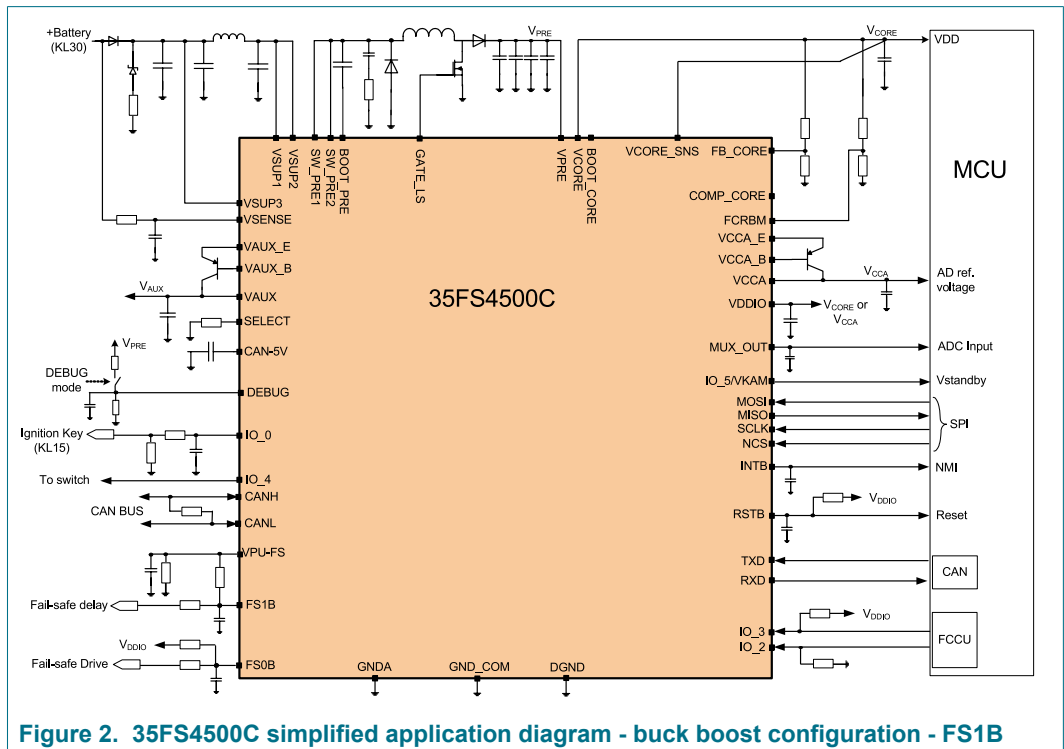 +Battery
(KL30)
VPRE
VCORE
VDD
MCU
VSUP1
VSUP2
SW_PRE1
SW_PRE2
BOOT_PRE
GATE_LS
VPRE
VCORE
BOOT_CORE
VCORE_SNS
FB_CORE
COMP_CORE
FCRBM
VCCA_E
VCCA_B
VCCA
VCCA
AD ref.
voltage
VDDIO
VCORE or
VCCA
MUX_OUT
ADC Input
IO_5/VKAM
Vstandby
MOSI
MISO
SCLK
NCS
SPI
INTB
NMI
RSTB
VDDIO
Reset
TXD
RXD
CAN
IO_3
IO_2
VDDIO
FCCU
35FS4500C
VSUP3
VSENSE
VAUX_E
VAUX_B
VAUX
VAUX
SELECT
CAN-5V
VPRE
DEBUG
mode
DEBUG
Ignition Key
(KL15)
IO_0
To switch
IO_4
CANH
CAN BUS
CANL
VPU-FS
Fail-safe delay
FS1B
VDDIO
Fail-safe Drive
FS0B
GNDA
GND_COM
DGND
Figure 2. 35FS4500C simplified application diagram - buck boost configuration - FS1B